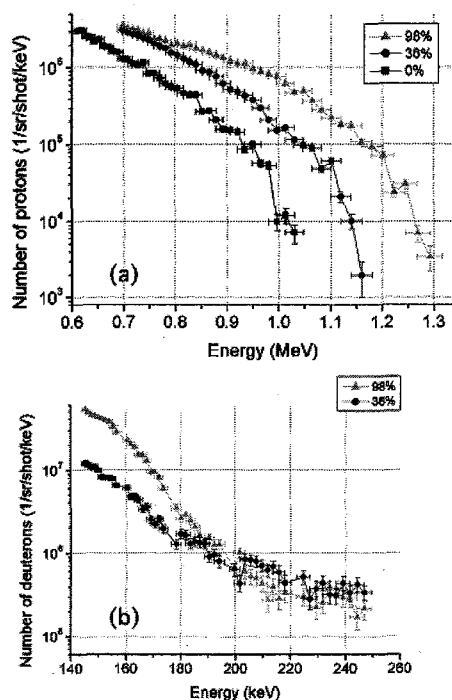 98%
36%
0%
Number of protons (1/sr/shot/keV)
10⁶
10⁵
10⁴
10³
(a)
0.6 0.7 0.8 0.9 1.0 1.1 1.2 1.3
Energy (MeV)
98%
36%
Number of deuterons (1/sr/shot/keV)
10⁷
10⁶
10⁵
(b)
140 160 180 200 220 240 260
Energy (keV)